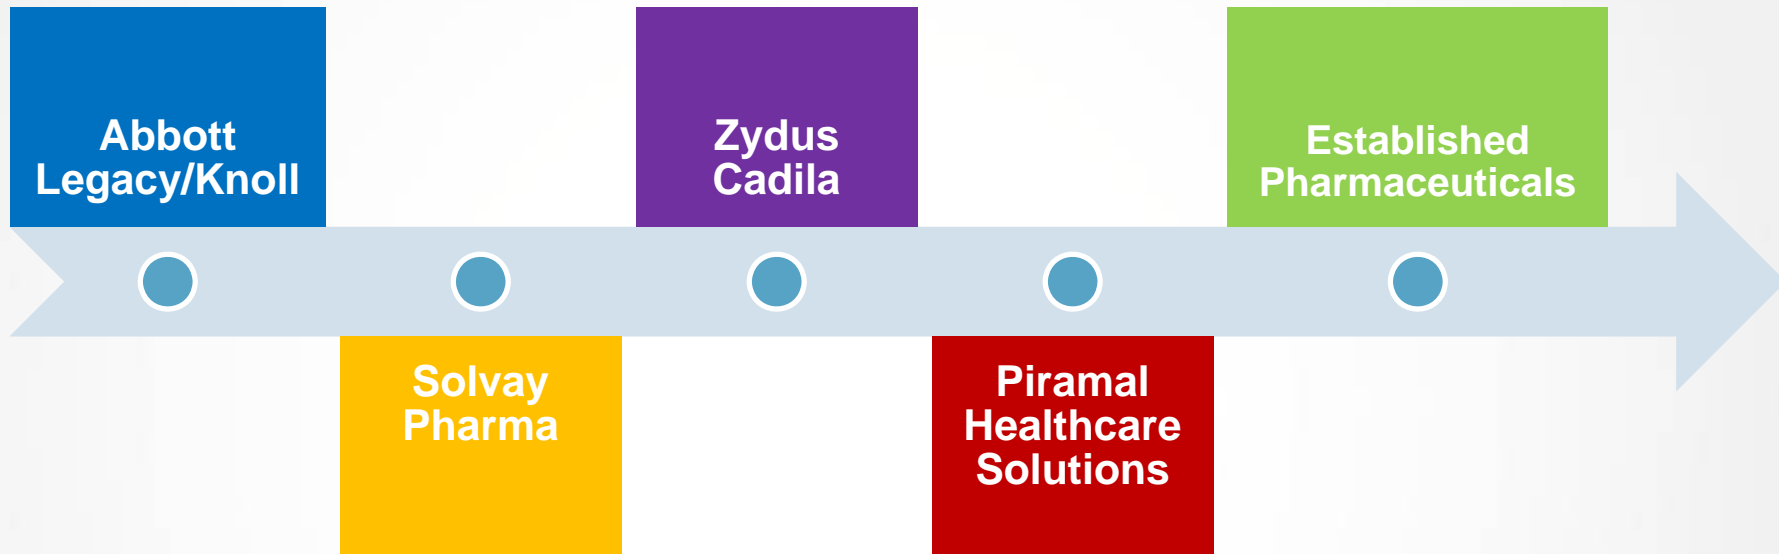 Abbott
Legacy/Knoll
Solvay
Pharma
Zydus
Cadila
Piramal
Healthcare
Solutions
Established
Pharmaceuticals